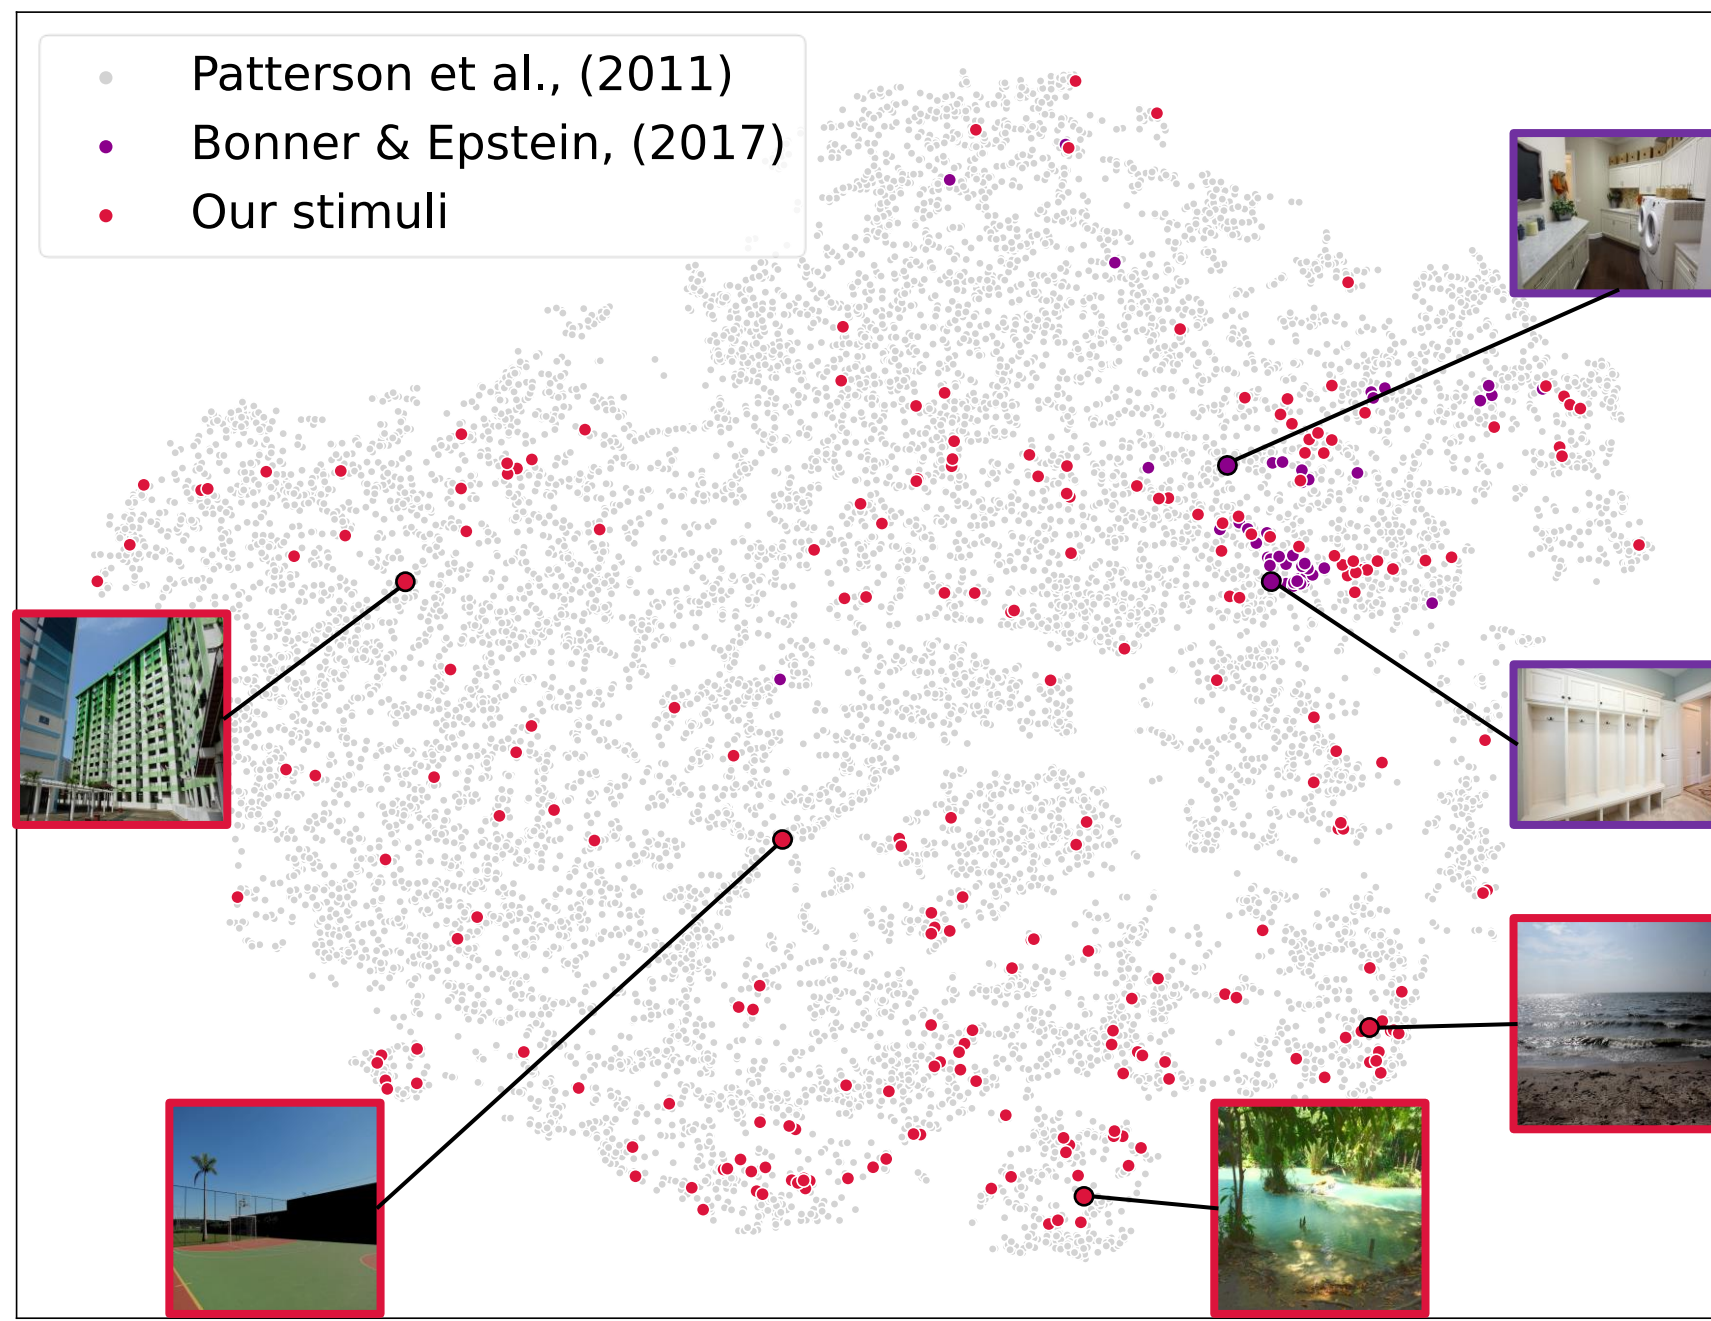 Patterson et al., (2011)
Bonner & Epstein, (2017)
Our stimuli